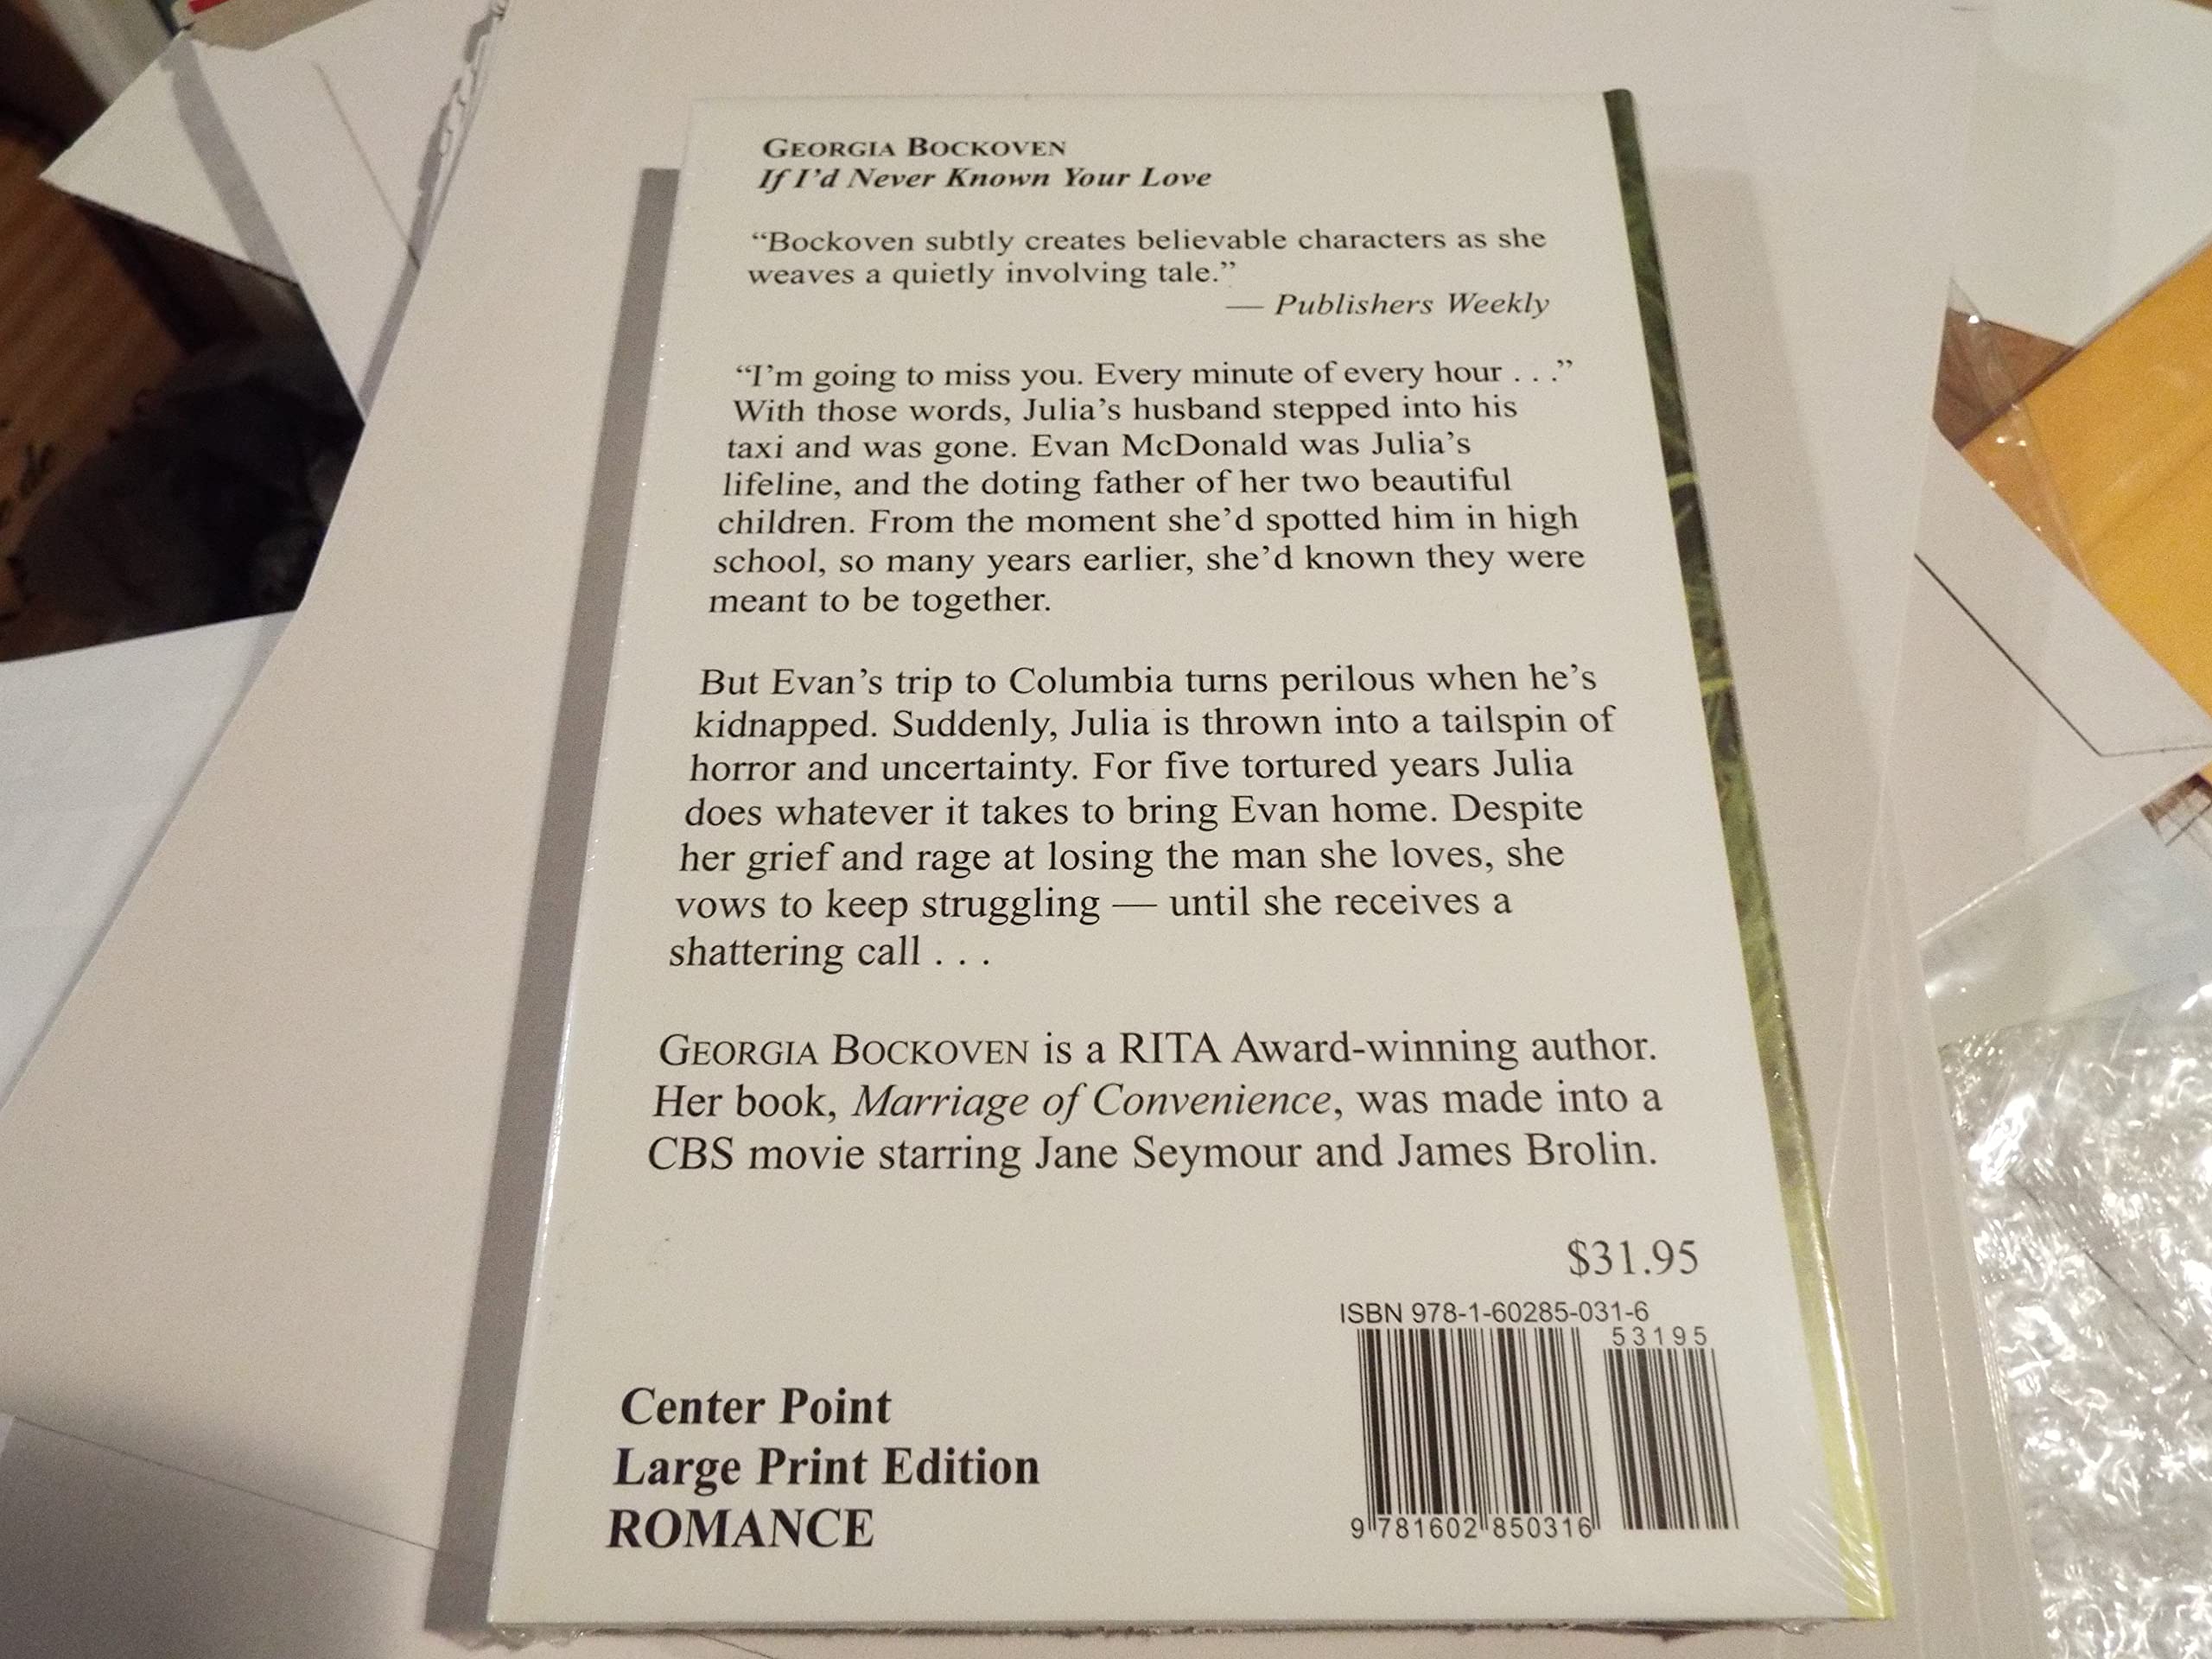 GEORGIA BOCKOVEN
If I'd Never Known Your Love
“Bockoven subtly creates believable characters as she
weaves a quietly involving tale.”
— Publishers Weekly
“I’m going to miss you. Every minute of every hour . . .”
With those words, Julia’s husband stepped into his
taxi and was gone. Evan McDonald was Julia’s
lifeline, and the doting father of her two beautiful
children. From the moment she’d spotted him in high
school, so many years earlier, she’d known they were
meant to be together.
But Evan’s trip to Columbia turns perilous when he’s
kidnapped. Suddenly, Julia is thrown into a tailspin of
horror and uncertainty. For five tortured years Julia
does whatever it takes to bring Evan home. Despite
her grief and rage at losing the man she loves, she
vows to keep struggling — until she receives a
shattering call . . .
GEORGIA BOCKOVEN is a RITA Award-winning author.
Her book, Marriage of Convenience, was made into a
CBS movie starring Jane Seymour and James Brolin.
$31.95
ISBN 978-1-60285-031-6
53195
9 781602 850316
Center Point
Large Print Edition
ROMANCE